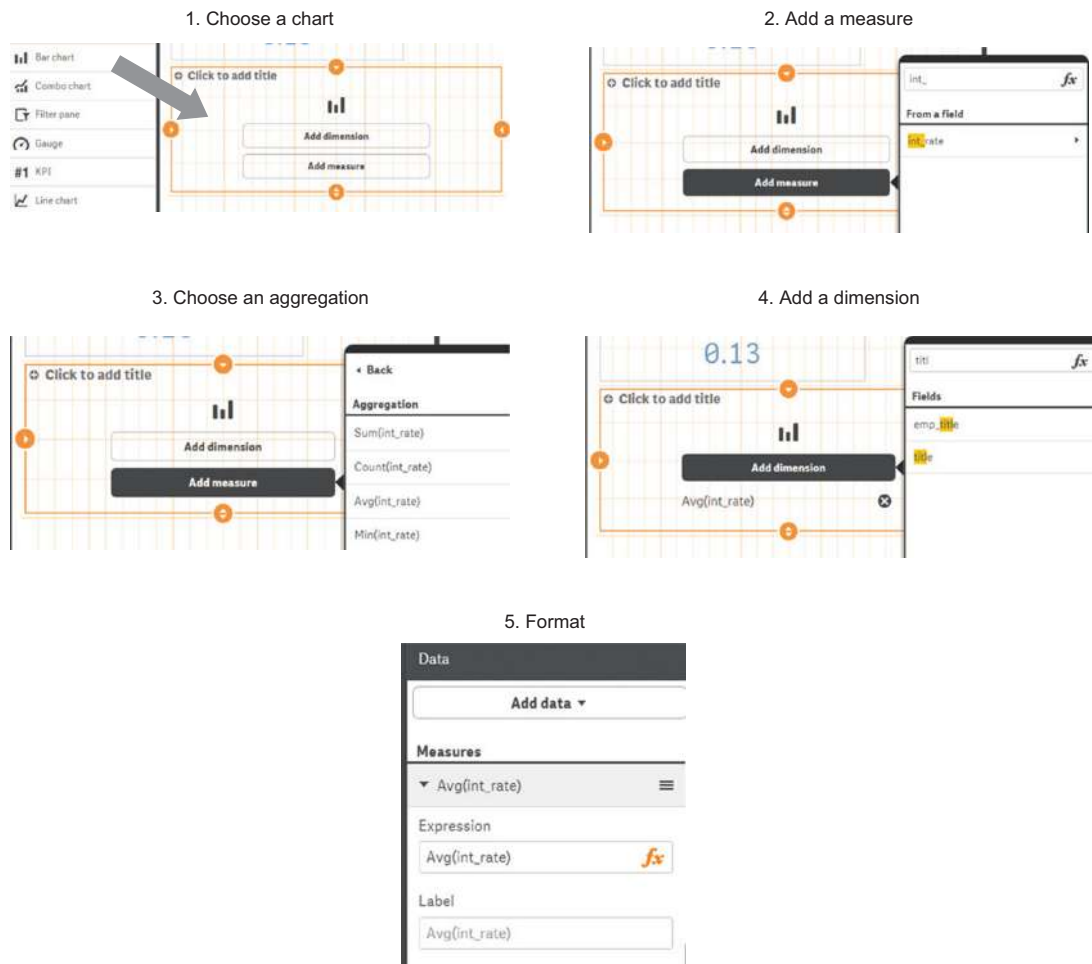 1. Choose a chart
Bar chart
Combo chart
Filter pane
Gauge
#1 KPI
Line chart
Click to add title
Add dimension
Add measure
2. Add a measure
Click to add title
Add dimension
Add measure
int_
fx
From a field
int_rate
3. Choose an aggregation
Click to add title
Add dimension
Add measure
Back
Aggregation
Sum(int_rate)
Count(int_rate)
Avg(int_rate)
Min(int_rate)
4. Add a dimension
0.13
Click to add title
Add dimension
Avg(int_rate)
titl
fx
Fields
emp_title
title
5. Format
Data
Add data
Measures
Avg(int_rate)
Expression
Avg(int_rate)
fx
Label
Avg(int_rate)